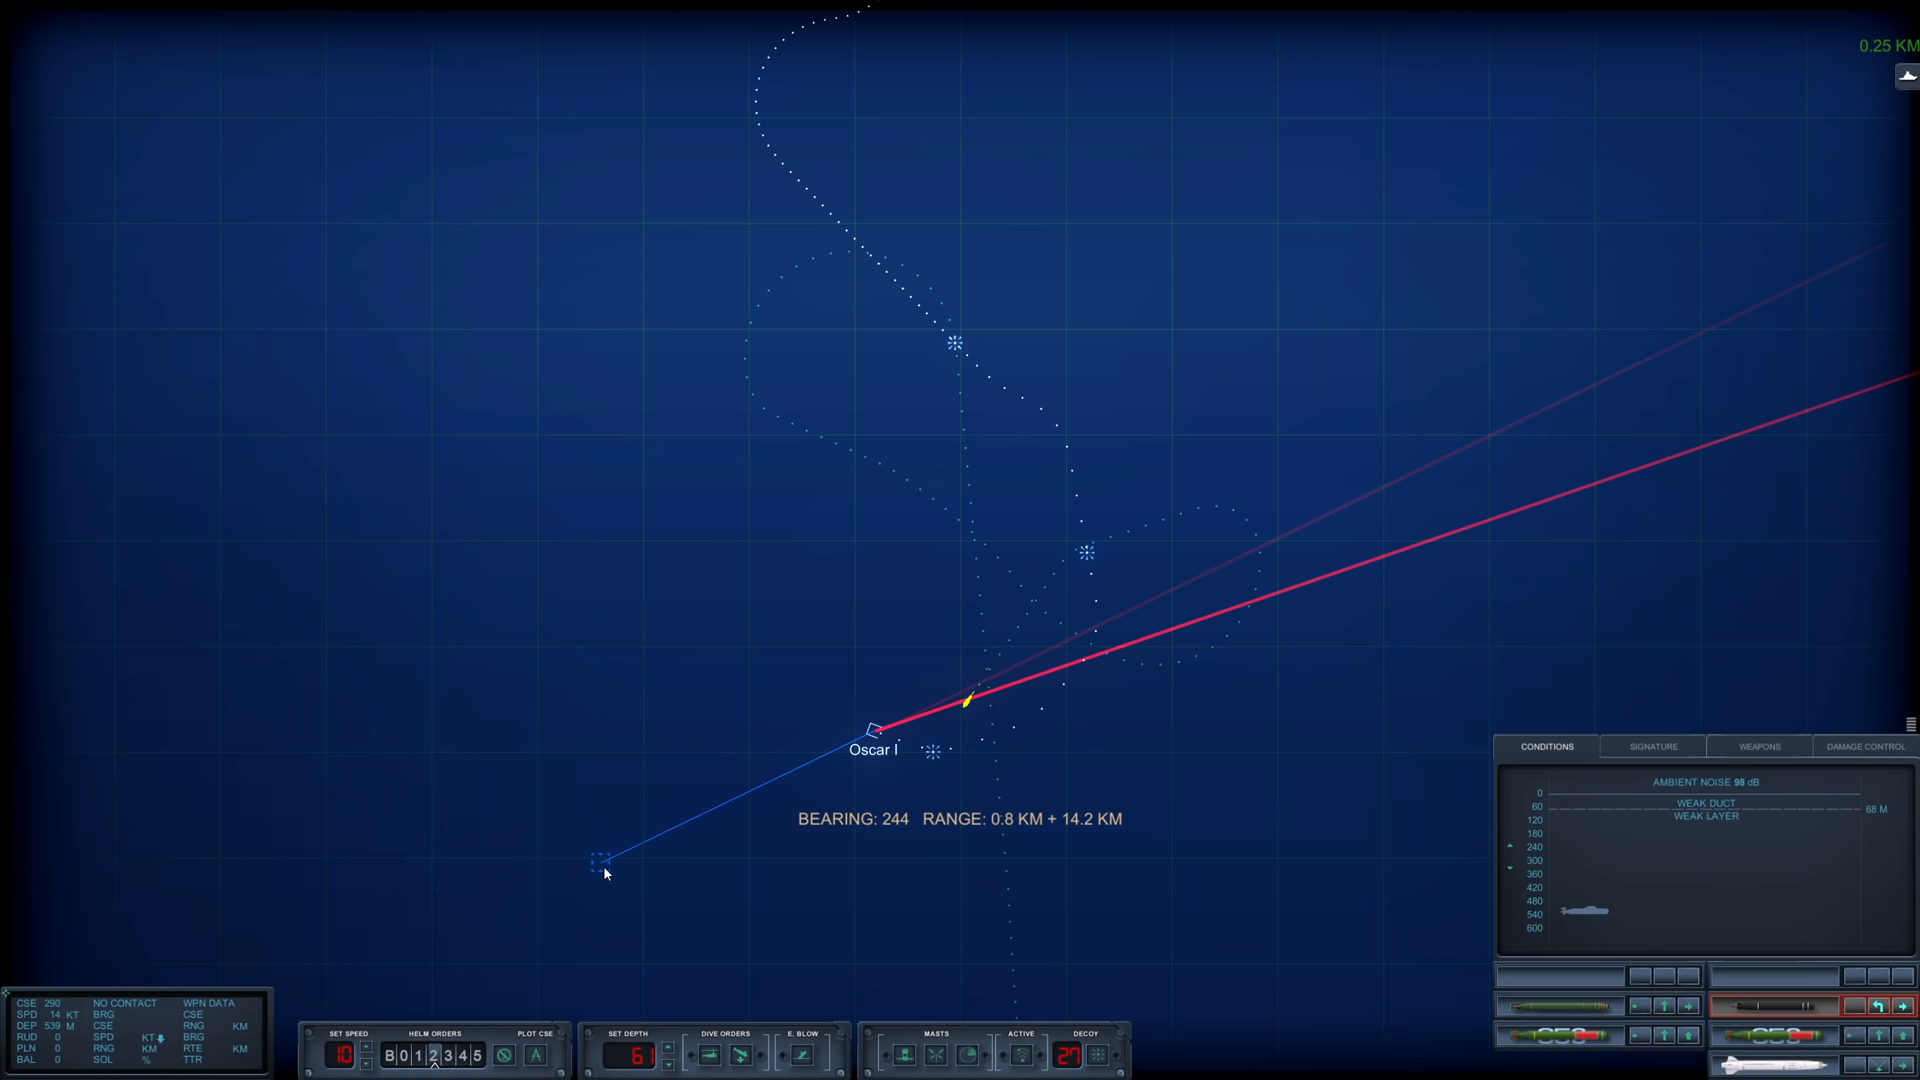 0.25 KM
Oscar I
BEARING: 244 RANGE: 0.8 KM + 14.2 KM
CONDITIONS SIGNATURE WEAPONS DAMAGE CONTROL
AMBIENT NOISE 98 dB
0
60
120
180
240
300
360
420
480
540
600
WEAK DUCT
WEAK LAYER
68 M
CSE 290 NO CONTACT WPN DATA
SPD 14 KT BRG CSE
DEP 539 M CSE RNG KM
RUD 0 SPD KT BRG
PLN 0 RNG KM RTE KM
BAL 0 SOL % TTR
SET SPEED HELM ORDERS PLOT CSE
10 B 0 1 2 3 4 5 A
SET DEPTH DIVE ORDERS E. BLOW
61
MASTS ACTIVE DECOY
27